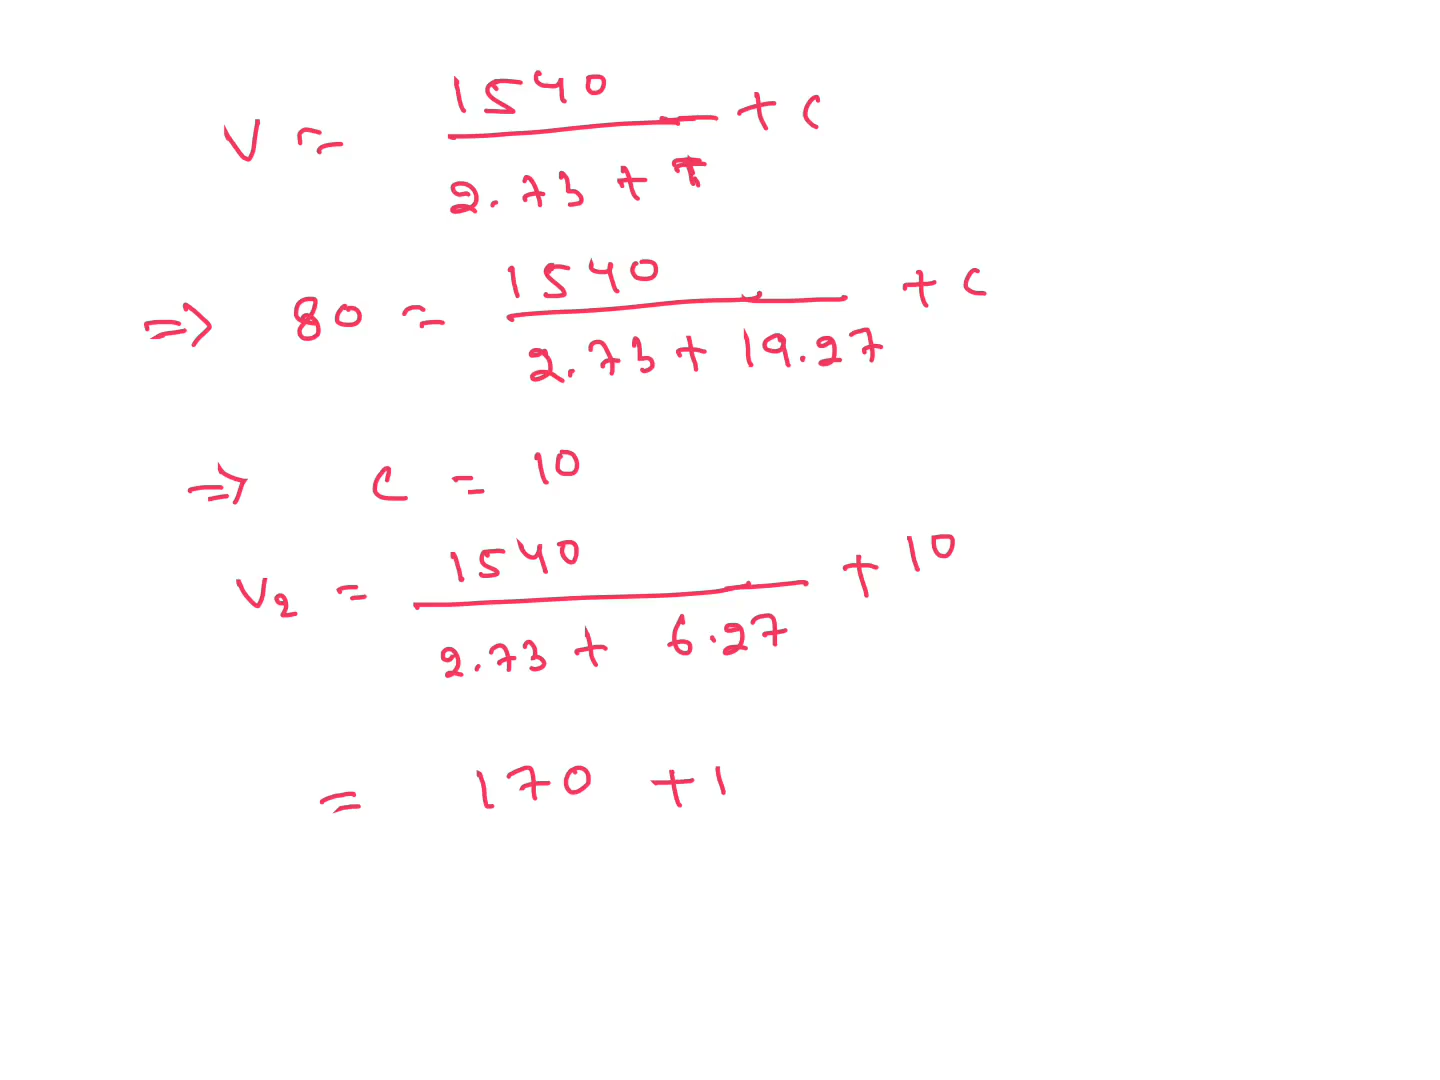 V = 1540 / 2.73 + T + c
⇒ 80 = 1540 / 2.73 + 19.27 + c
⇒ c = 10
V2 = 1540 / 2.73 + 6.27 + 10
= 170 + 1